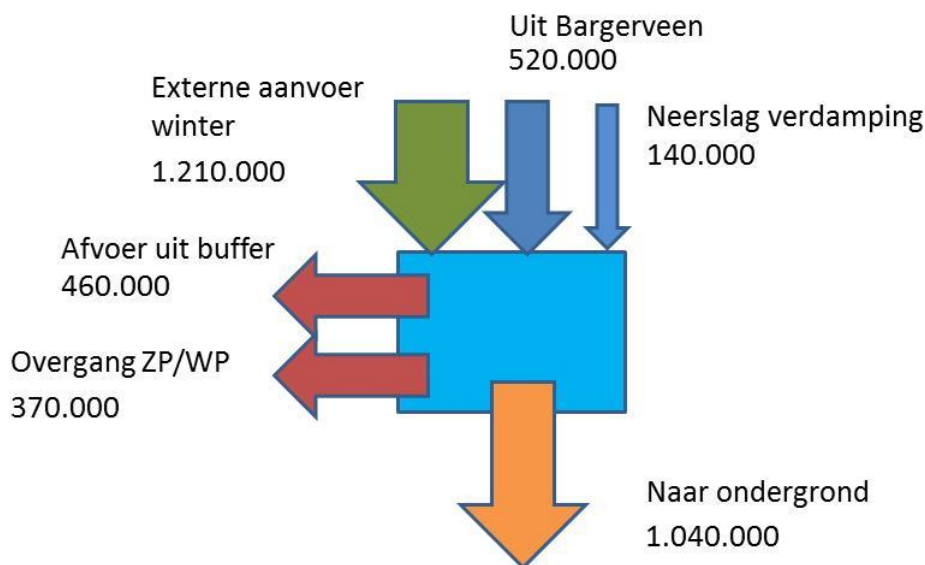 Uit Bargerveen
520.000
Externe aanvoer
winter
1.210.000
Neerslag verdamping
140.000
Afvoer uit buffer
460.000
Overgang ZP/WP
370.000
Naar ondergrond
1.040.000